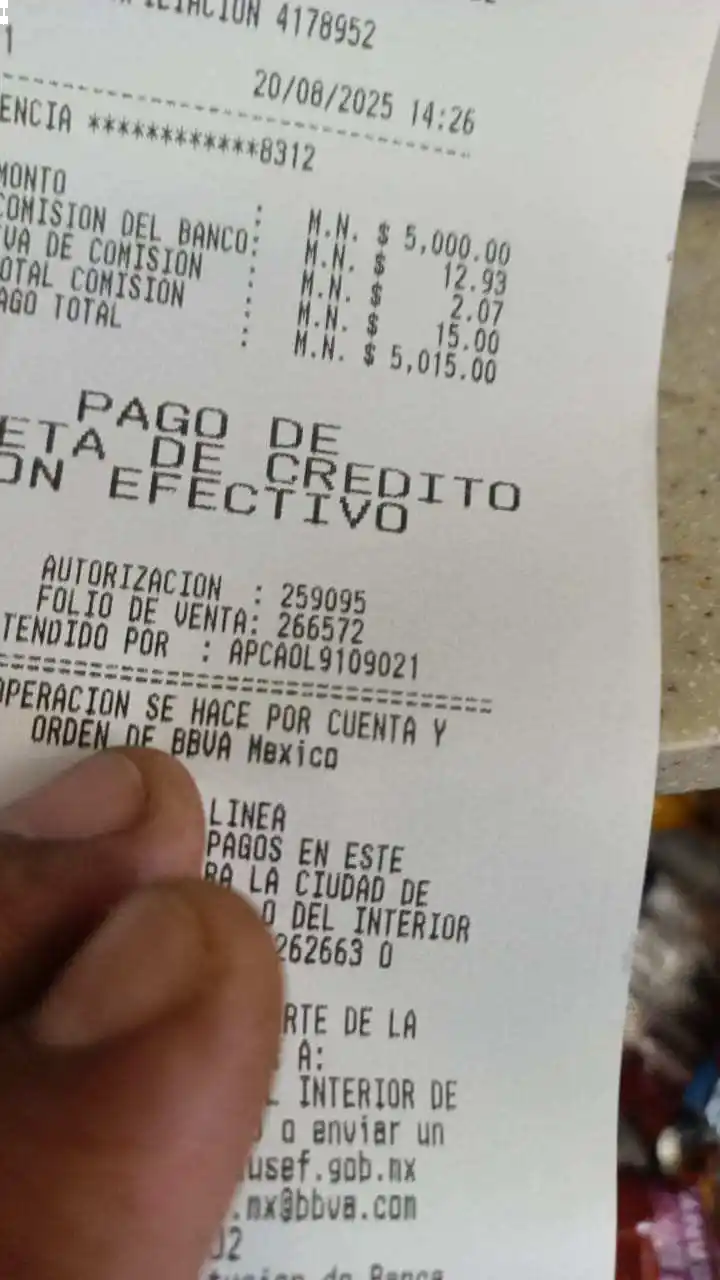 4178952
1
20/08/2025 14:26
ENCIA ************8312
MONTO : M.N. $ 5,000.00
COMISION DEL BANCO: M.N. $ 12.93
VA DE COMISION : M.N. $ 2.07
OTAL COMISION : M.N. $ 15.00
AGO TOTAL : M.N. $ 5,015.00
PAGO DE
ETA DE CREDITO
ON EFECTIVO
AUTORIZACION : 259095
FOLIO DE VENTA: 266572
TENDIDO POR : APCAOL9109021
OPERACION SE HACE POR CUENTA Y
ORDEN DE BBVA Mexico
LINEA
PAGOS EN ESTE
RA LA CIUDAD DE
O DEL INTERIOR
262663 O
RTE DE LA
A:
INTERIOR DE
o enviar un
usef.gob.mx
.mx@bbva.com
02
de Banca